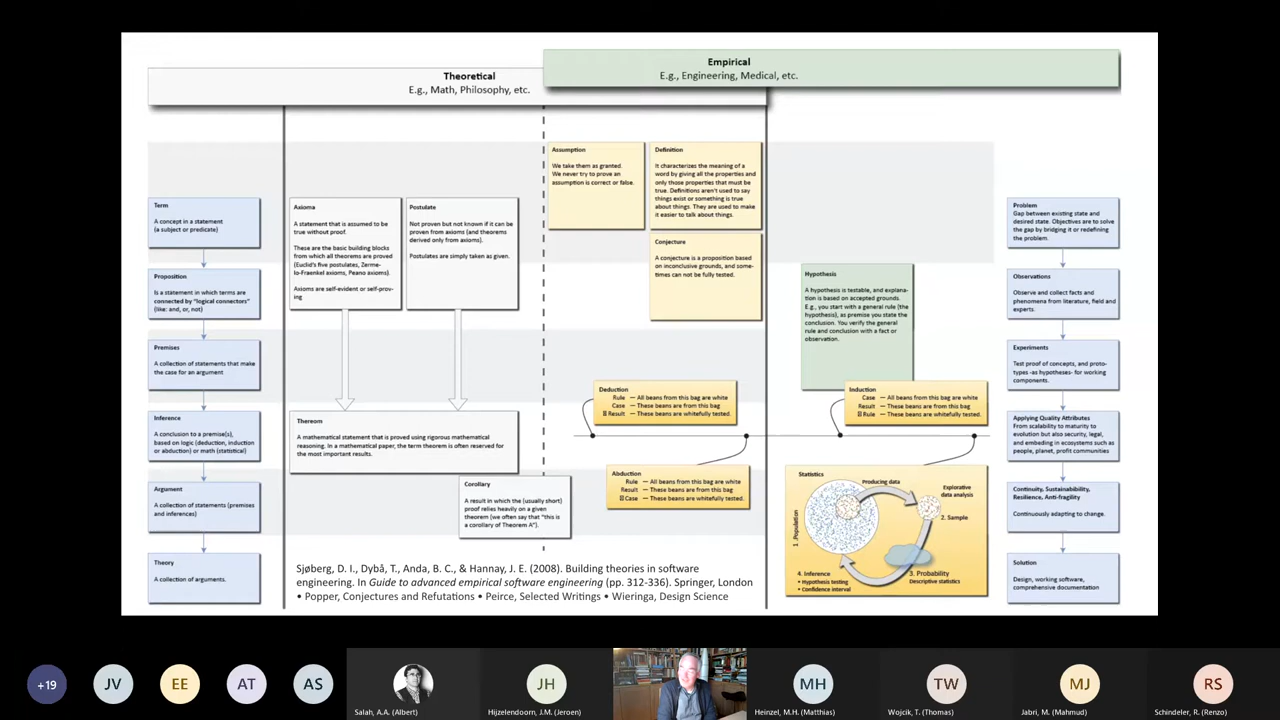 Theoretical
E.g., Math, Philosophy, etc.
Empirical
E.g., Engineering, Medical, etc.
Term
A concept in a statement
(a subject or predicate)
Proposition
Is a statement in which terms are
connected by "logical connectors"
(like: and, or, not)
Premises
A collection of statements that make
the case for an argument
Inference
A conclusion to a premise(s),
based on logic (deduction, induction
or abduction) or math (statistical)
Argument
A collection of statements (premises
and inferences)
Theory
A collection of arguments.
Axioma
A statement that is assumed to be
true without proof.
These are the basic building blocks
from which all theorems are proved
(Euclid's five postulates, Zerme-
lo-Fraenkel axioms, Peano axioms).
Axioms are self-evident or self-prov-
ing
Postulate
Not proven but not known if it can be
proven from axioms (and theorems
derived only from axioms).
Postulates are simply taken as given.
Thereom
A mathematical statement that is proved using rigorous mathematical
reasoning. In a mathematical paper, the term theorem is often reserved for
the most important results.
Corollary
A result in which the (usually short)
proof relies heavily on a given
theorem (we often say that "this is
a corollary of Theorem A").
Assumption
We take them as granted.
We never try to prove an
assumption is correct or false.
Definition
It characterizes the meaning of a
word by giving all the properties and
only those properties that must be
true. Definitions aren't used to say
things exist or something is true
about things. They are used to make
it easier to talk about things.
Conjecture
A conjecture is a proposition based
on inconclusive grounds, and some-
times can not be fully tested.
Hypothesis
A hypothesis is testable, and explana-
tion is based on accepted grounds.
E.g., you start with a general rule (the
hypothesis), as premise you state the
conclusion. You verify the general
rule and conclusion with a fact or
observation.
Deduction
Rule — All beans from this bag are white
Case — These beans are from this bag
Result — These beans are whitefully tested.
Induction
Case — All beans from this bag are white
Result — These beans are from this bag
Rule — These beans are whitefully tested.
Abduction
Rule — All beans from this bag are white
Result — These beans are from this bag
Case — These beans are whitefully tested.
Statistics
Producing data
Explorative
data analysis
1. Population
2. Sample
3. Probability
Descriptive statistics
4. Inference
• Hypothesis testing
• Confidence interval
Problem
Gap between existing state and
desired state. Objectives are to solve
the gap by bridging it or redefining
the problem.
Observations
Observe and collect facts and
phenomena from literature, field and
experts.
Experiments
Test proof of concepts, and proto-
types -as hypotheses- for working
components.
Applying Quality Attributes
From scalability to maturity to
evolution but also security, legal,
and embeding in ecosystems such as
people, planet, profit communities
Continuity, Sustainability,
Resilience, Anti-fragility
Continuously adapting to change.
Solution
Design, working software,
comprehensive documentation
Sjøberg, D. I., Dybå, T., Anda, B. C., & Hannay, J. E. (2008). Building theories in software
engineering. In Guide to advanced empirical software engineering (pp. 312-336). Springer, London
• Popper, Conjectures and Refutations • Peirce, Selected Writings • Wieringa, Design Science
+19
JV
EE
AT
AS
Salah, A.A. (Albert)
JH
Hijzelendoorn, J.M. (Jeroen)
MH
Heinzel, M.H. (Matthias)
TW
Wojcik, T. (Thomas)
MJ
Jabri, M. (Mahmud)
RS
Schindeler, R. (Renzo)